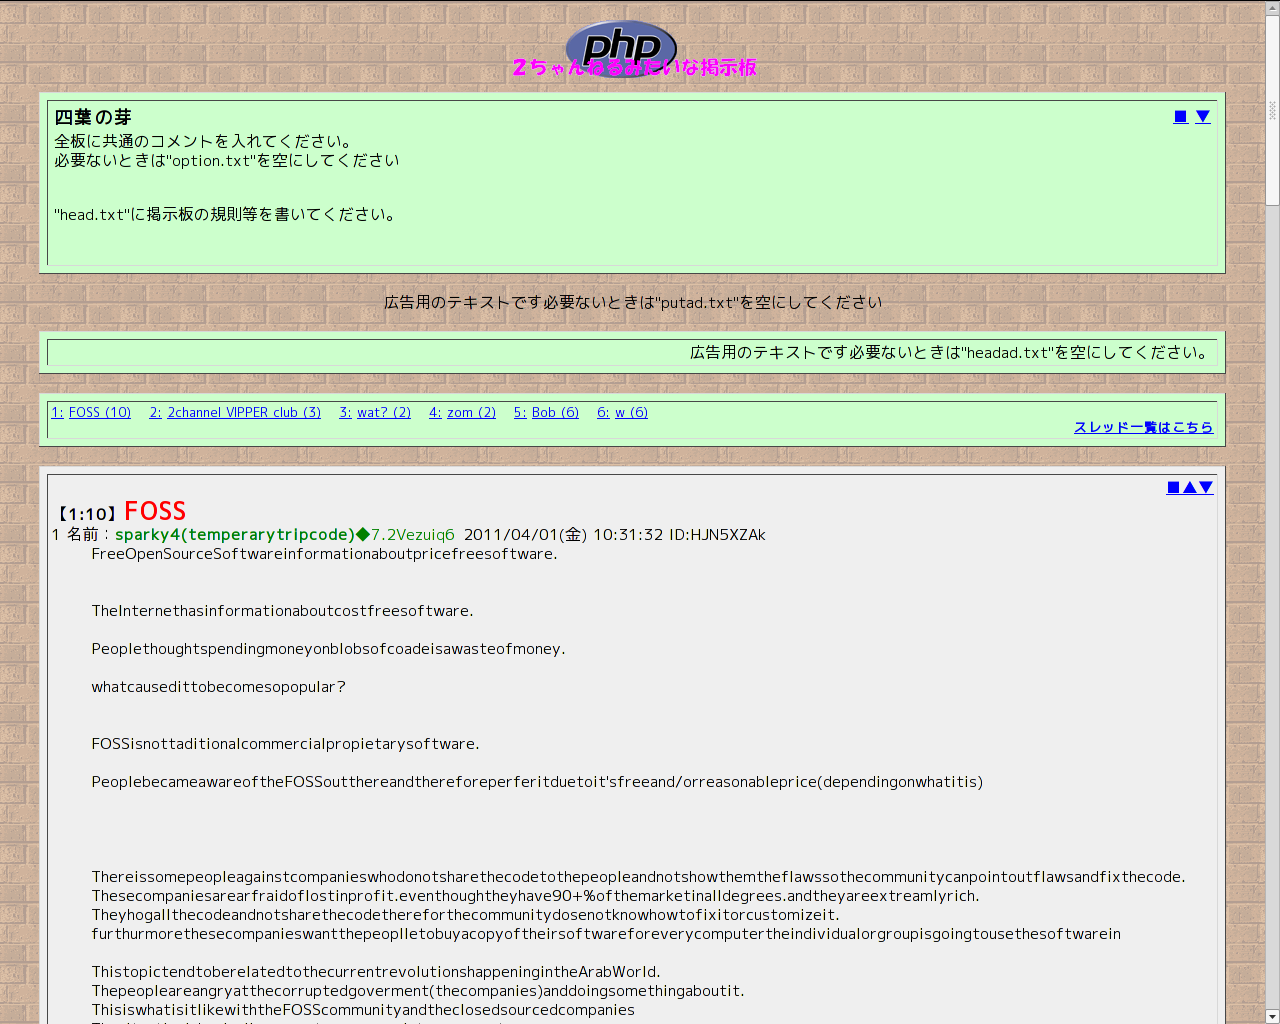 php
2ちゃんねるみたいな掲示板
四葉の芽
■ ▼
全板に共通のコメントを入れてください。
必要ないときは"option.txt"を空にしてください
"head.txt"に掲示板の規則等を書いてください。
広告用のテキストです必要ないときは"putad.txt"を空にしてください
広告用のテキストです必要ないときは"headad.txt"を空にしてください。
1: FOSS (10) 2: 2channel VIPPER club (3) 3: wat? (2) 4: zom (2) 5: Bob (6) 6: w (6)
スレッド一覧はこちら
■▲▼
【1:10】FOSS
1 名前：sparky4(temperarytripcode)◆7.2Vezuiq6 2011/04/01(金) 10:31:32 ID:HJN5XZAk
FreeOpenSourceSoftwareinformationaboutpricefreesoftware.
TheInternethasinformationaboutcostfreesoftware.
Peoplethoughtspendingmoneyonblobsofcoadeisawasteofmoney.
whatcausedittobecomesopopular?
FOSSisnottaditionalcommercialpropietarysoftware.
PeoplebecameawareoftheFOSSoutthereandthereforeperferitduetoit'sfreeand/orreasonableprice(dependingonwhatitis)
Thereissomepeopleagainstcompanieswhodonotsharethecodetothepeopleandnotshowthemtheflawssothecommunitycanpointoutflawsandfixthecode.
Thesecompaniesarearfraidoflostinprofit.eventhoughtheyhave90+%ofthemarketinalldegrees.andtheyareextreamlyrich.
Theyhogallthecodeandnotsharethecodethereforthecommunitydosenotknowhowtofixitorcustomizeit.
furthurmorethesecompanieswantthepeoplletobuyacopyoftheirsoftwareforeverycomputertheindividualorgroupisgoingtousethesoftwarein
ThistopictendtoberelatedtothecurrentrevolutionshappeningintheArabWorld.
Thepeopleareangryatthecorruptedgoverment(thecompanies)anddoingsomethingaboutit.
ThisiswhatisitlikewiththeFOSScommunityandtheclosedsourcedcompanies